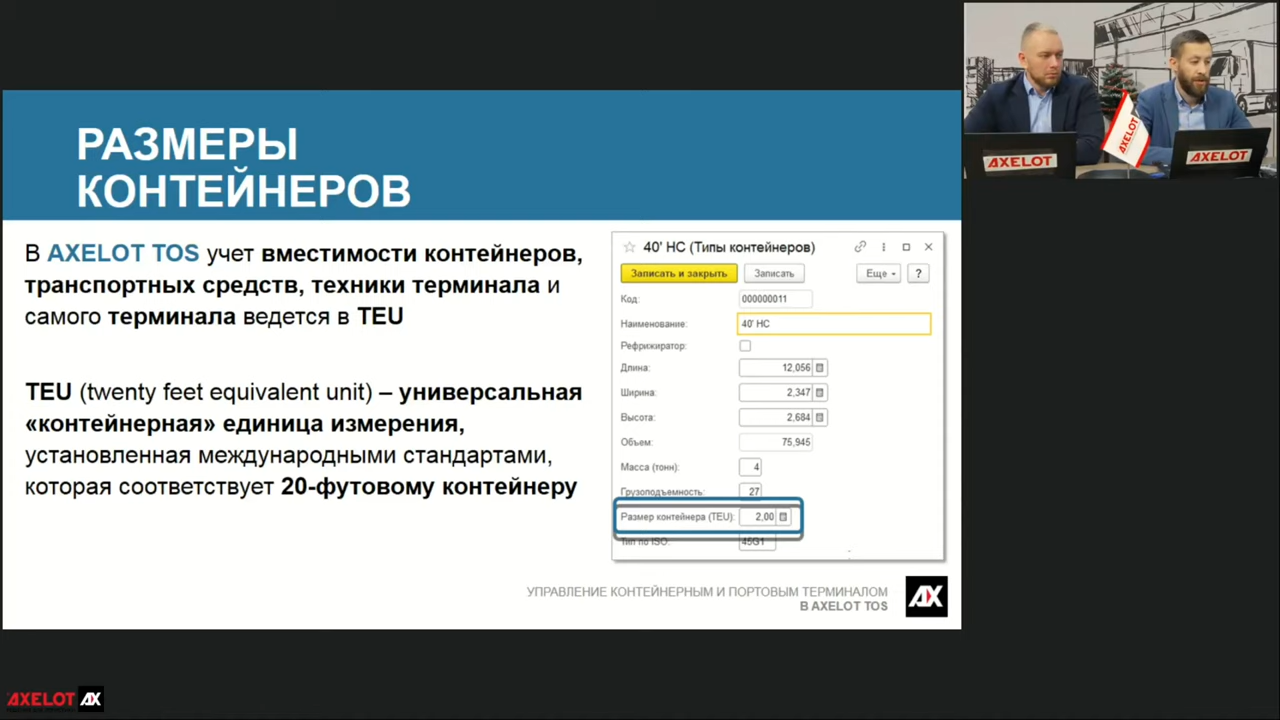 РАЗМЕРЫ
КОНТЕЙНЕРОВ
В AXELOT TOS учет вместимости контейнеров,
транспортных средств, техники терминала и
самого терминала ведется в TEU
TEU (twenty feet equivalent unit) – универсальная
«контейнерная» единица измерения,
установленная международными стандартами,
которая соответствует 20-футовому контейнеру
40' HC (Типы контейнеров)
Записать и закрыть Записать Еще ?
Код: 000000011
Наименование: 40' HC
Рефрижиратор:
Длина: 12,056
Ширина: 2,347
Высота: 2,684
Объем: 75,945
Масса (тонн): 4
Грузоподъемность: 27
Размер контейнера (TEU): 2,00
Тип по ISO: 45G1
УПРАВЛЕНИЕ КОНТЕЙНЕРНЫМ И ПОРТОВЫМ ТЕРМИНАЛОМ
В AXELOT TOS
AX
AXELOT
AXELOT
AXELOT
AXELOT AX